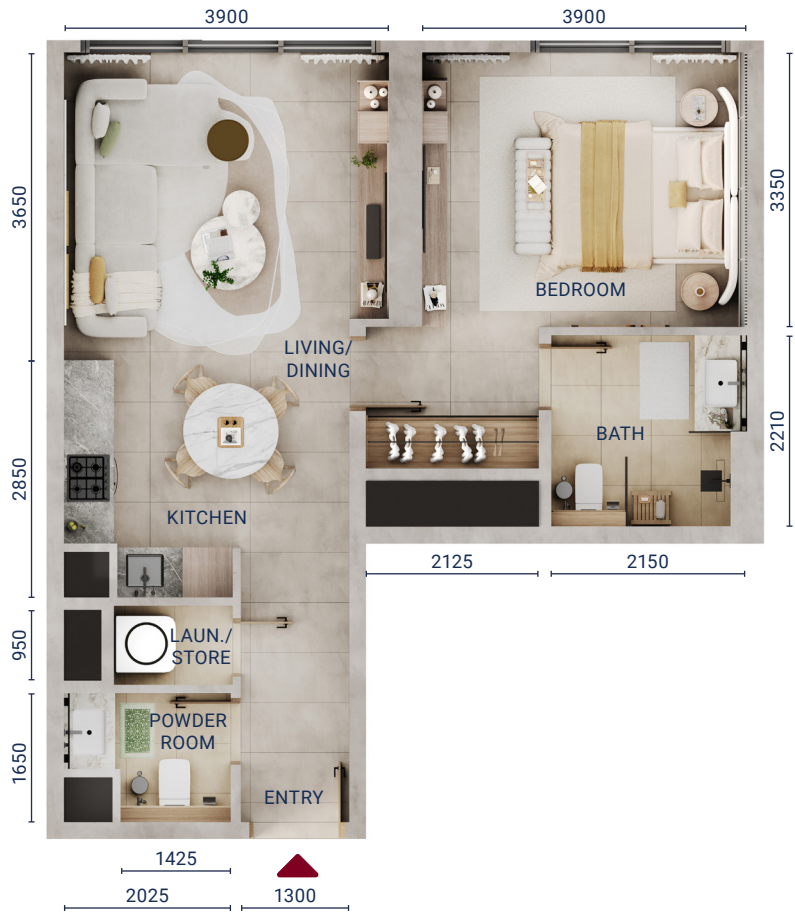 3900
3900
3650
3350
BEDROOM
LIVING/
DINING
2210
BATH
2850
KITCHEN
2125
2150
950
LAUN./
STORE
1650
POWDER
ROOM
ENTRY
1425
2025
1300